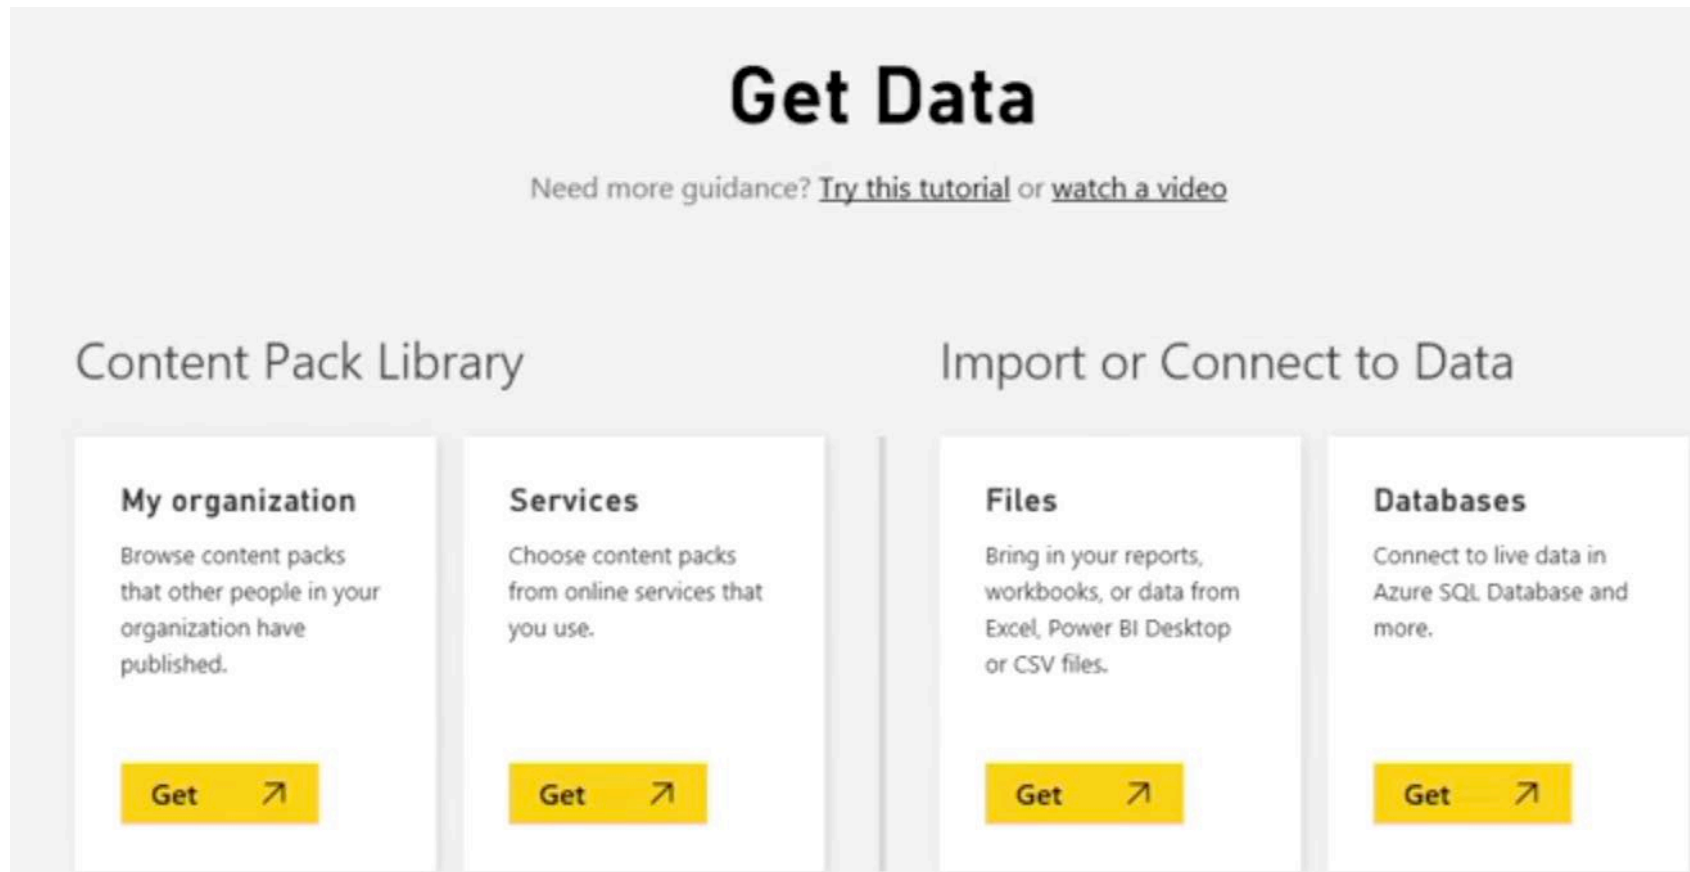 Get Data
Need more guidance? Try this tutorial or watch a video
Content Pack Library
Import or Connect to Data
My organization
Browse content packs
that other people in your
organization have
published.
Get
Services
Choose content packs
from online services that
you use.
Get
Files
Bring in your reports,
workbooks, or data from
Excel, Power BI Desktop
or CSV files.
Get
Databases
Connect to live data in
Azure SQL Database and
more.
Get